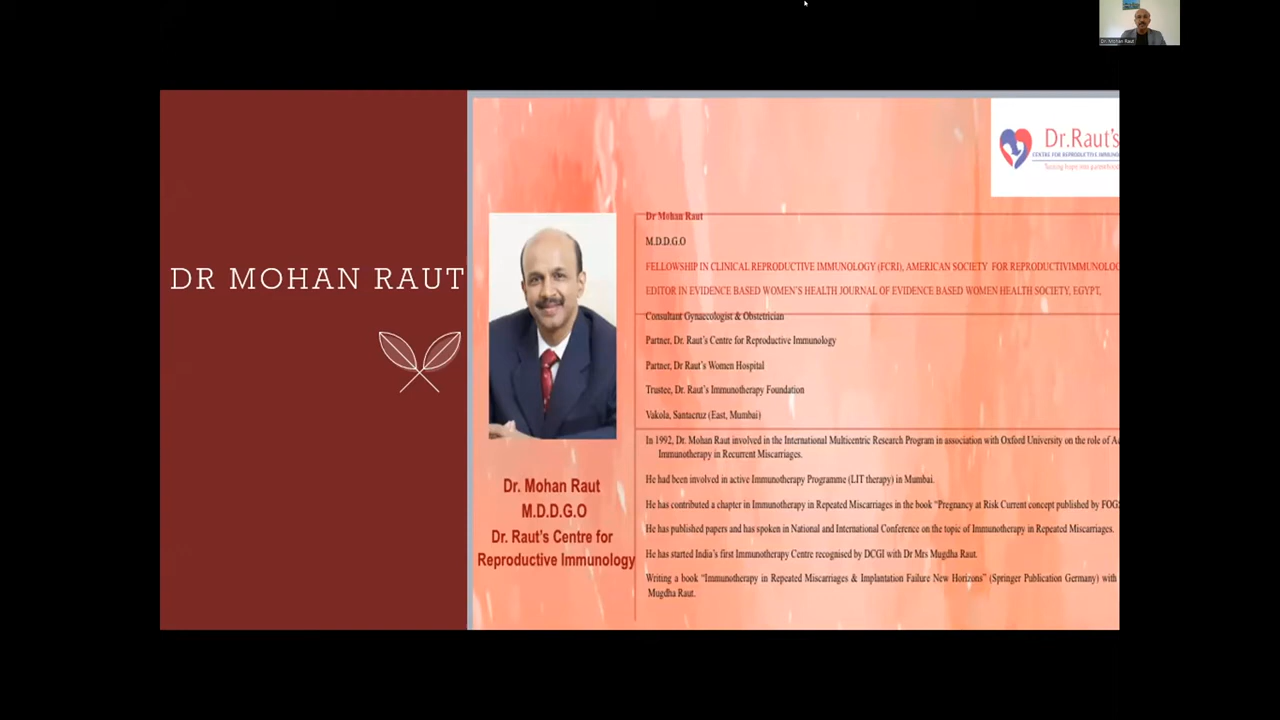 Dr. Mohan Raut
DR MOHAN RAUT
Dr.Raut's
CENTRE FOR REPRODUCTIVE IMMUNO
Dr Mohan Raut
M.D.D.G.O
FELLOWSHIP IN CLINICAL REPRODUCTIVE IMMUNOLOGY (FCRI), AMERICAN SOCIETY FOR REPRODUCTIVIMMUNOLOG
EDITOR IN EVIDENCE BASED WOMEN'S HEALTH JOURNAL OF EVIDENCE BASED WOMEN HEALTH SOCIETY, EGYPT,
Consultant Gynaecologist & Obstetrician
Partner, Dr. Raut's Centre for Reproductive Immunology
Partner, Dr Raut's Women Hospital
Trustee, Dr. Raut's Immunotherapy Foundation
Vakola, Santacruz (East, Mumbai)
In 1992, Dr. Mohan Raut involved in the International Multicentric Research Program in association with Oxford University on the role of Ac
Immunotherapy in Recurrent Miscarriages.
He had been involved in active Immunotherapy Programme (LIT therapy) in Mumbai.
He has contributed a chapter in Immunotherapy in Repeated Miscarriages in the book "Pregnancy at Risk Current concept published by FOGS
He has published papers and has spoken in National and International Conference on the topic of Immunotherapy in Repeated Miscarriages.
He has started India's first Immunotherapy Centre recognised by DCGI with Dr Mrs Mugdha Raut.
Writing a book "Immunotherapy in Repeated Miscarriages & Implantation Failure New Horizons" (Springer Publication Germany) with
Mugdha Raut.
Dr. Mohan Raut
M.D.D.G.O
Dr. Raut's Centre for
Reproductive Immunology